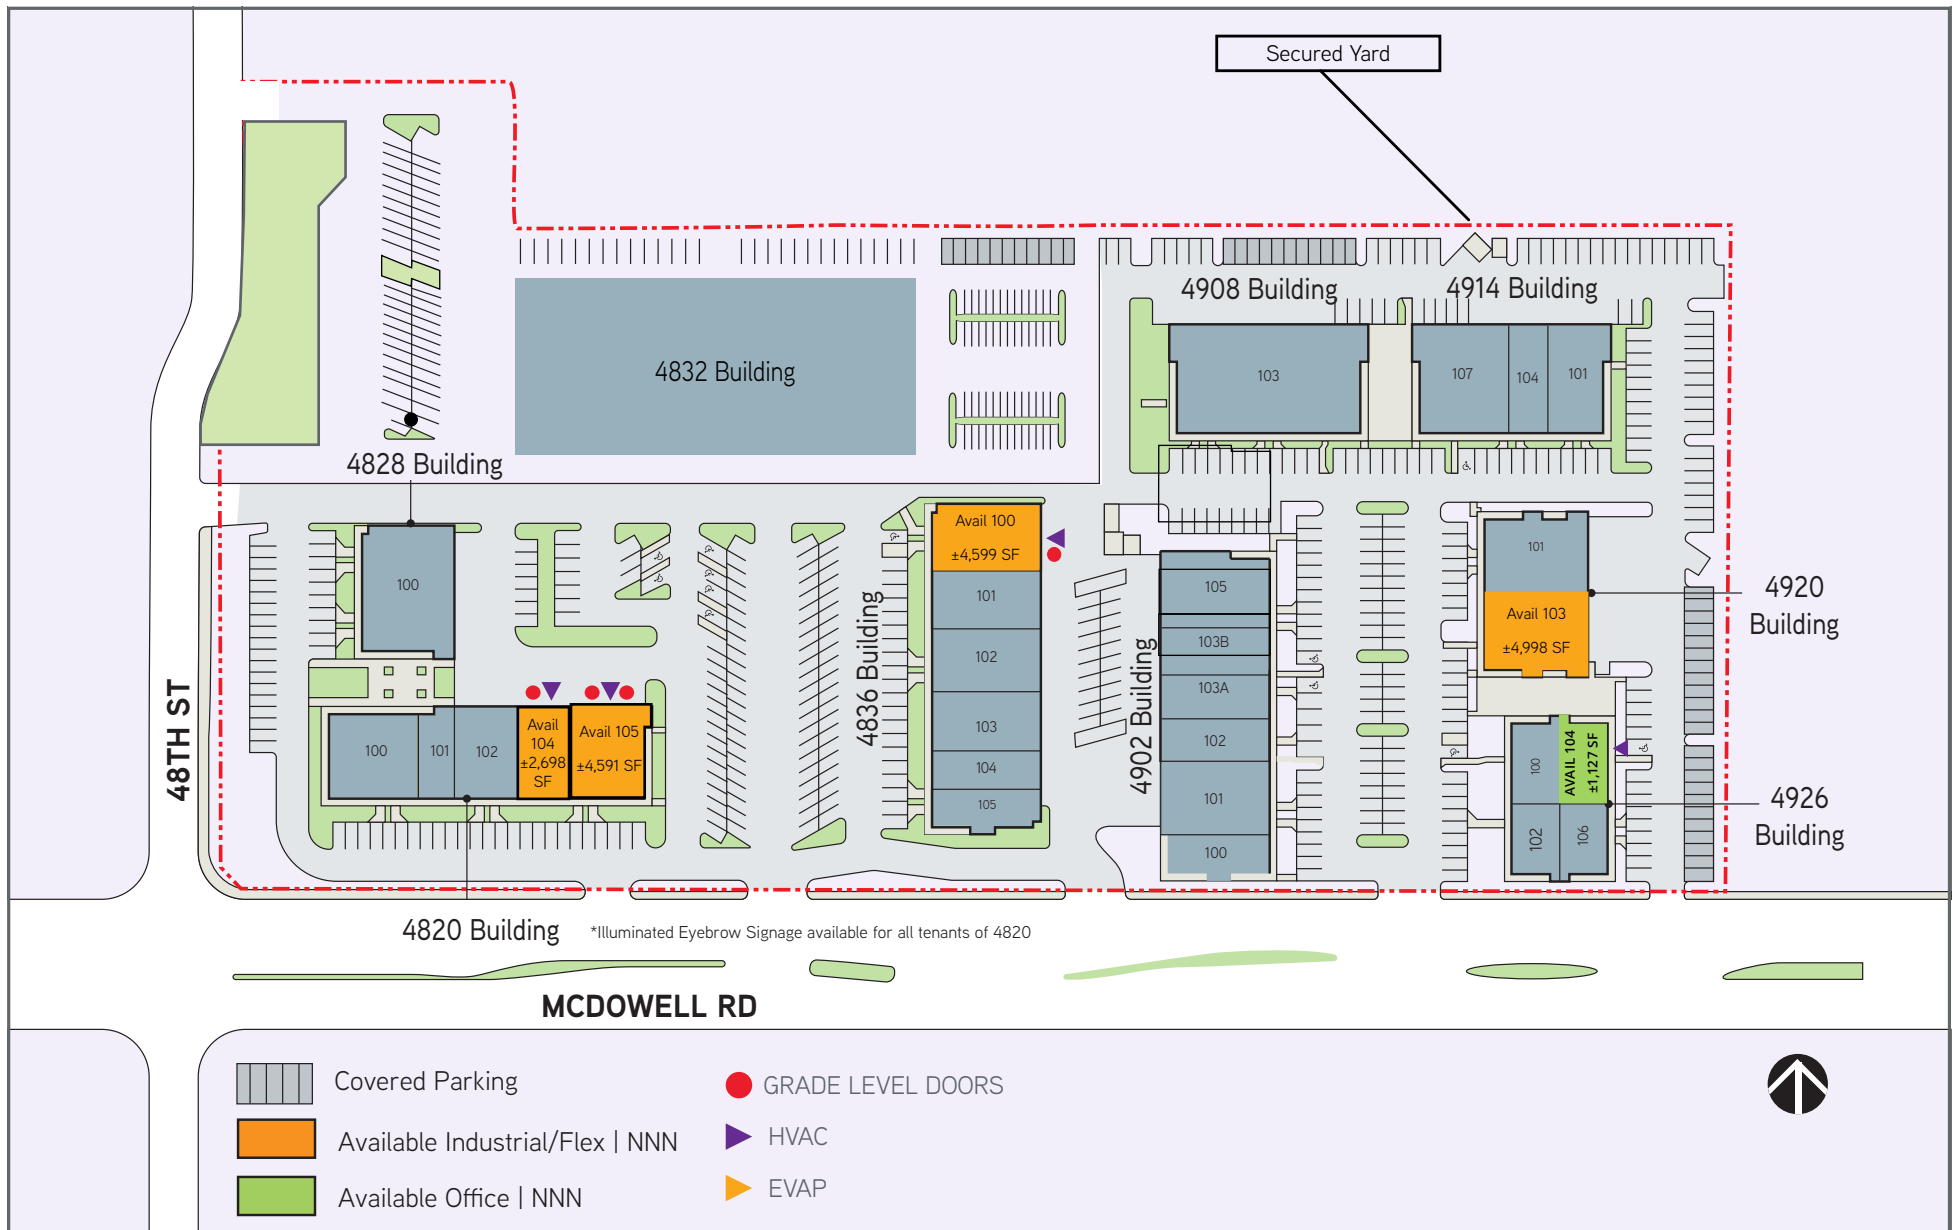 Secured Yard
4908 Building
4914 Building
4832 Building
103
107
104
101
4828 Building
100
Avail 100
±4,599 SF
101
102
103
104
105
4836 Building
105
103B
103A
102
101
100
4902 Building
101
Avail 103
±4,998 SF
4920
Building
100
AVAIL 104
±1,127 SF
102
106
4926
Building
100
101
102
Avail
104
±2,698
SF
Avail 105
±4,591 SF
48TH ST
4820 Building
*Illuminated Eyebrow Signage available for all tenants of 4820
MCDOWELL RD
Covered Parking
Available Industrial/Flex | NNN
Available Office | NNN
GRADE LEVEL DOORS
HVAC
EVAP